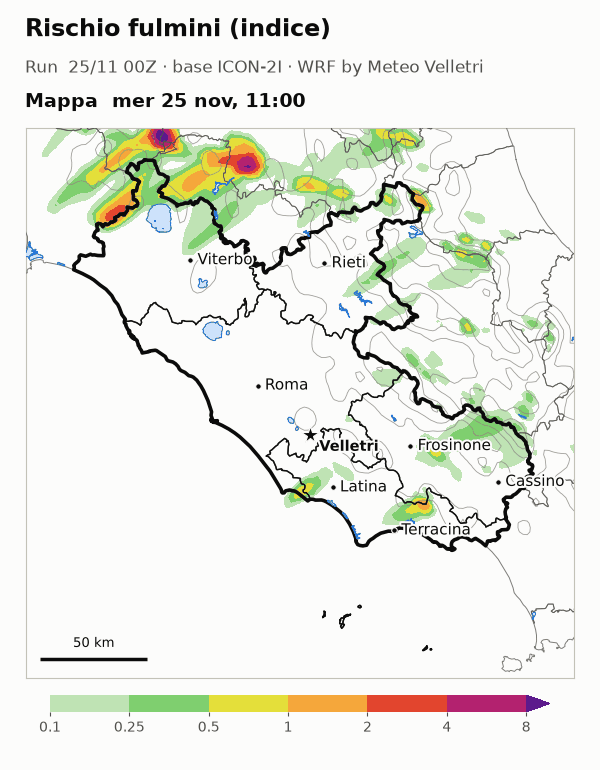 Rischio fulmini (indice)
Run  25/11 00Z · base ICON-2I · WRF by Meteo Velletri
Mappa  mer 25 nov, 11:00
Viterbo
Rieti
Roma
Velletri
Frosinone
Cassino
Latina
Terracina
50 km
0.1 0.25 0.5 1 2 4 8